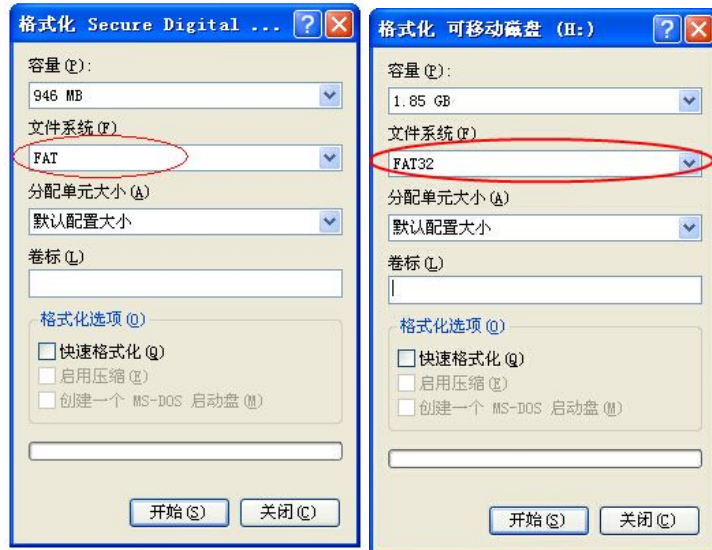 格式化 Secure Digital ...
容量(P):
946 MB
文件系统(F)
FAT
分配单元大小(A)
默认配置大小
卷标(L)
格式化选项(O)
快速格式化(Q)
启用压缩(E)
创建一个 MS-DOS 启动盘(M)
开始(S) 关闭(C)
格式化 可移动磁盘 (H:)
容量(P):
1.85 GB
文件系统(F)
FAT32
分配单元大小(A)
默认配置大小
卷标(L)
格式化选项(O)
快速格式化(Q)
启用压缩(E)
创建一个 MS-DOS 启动盘(M)
开始(S) 关闭(C)